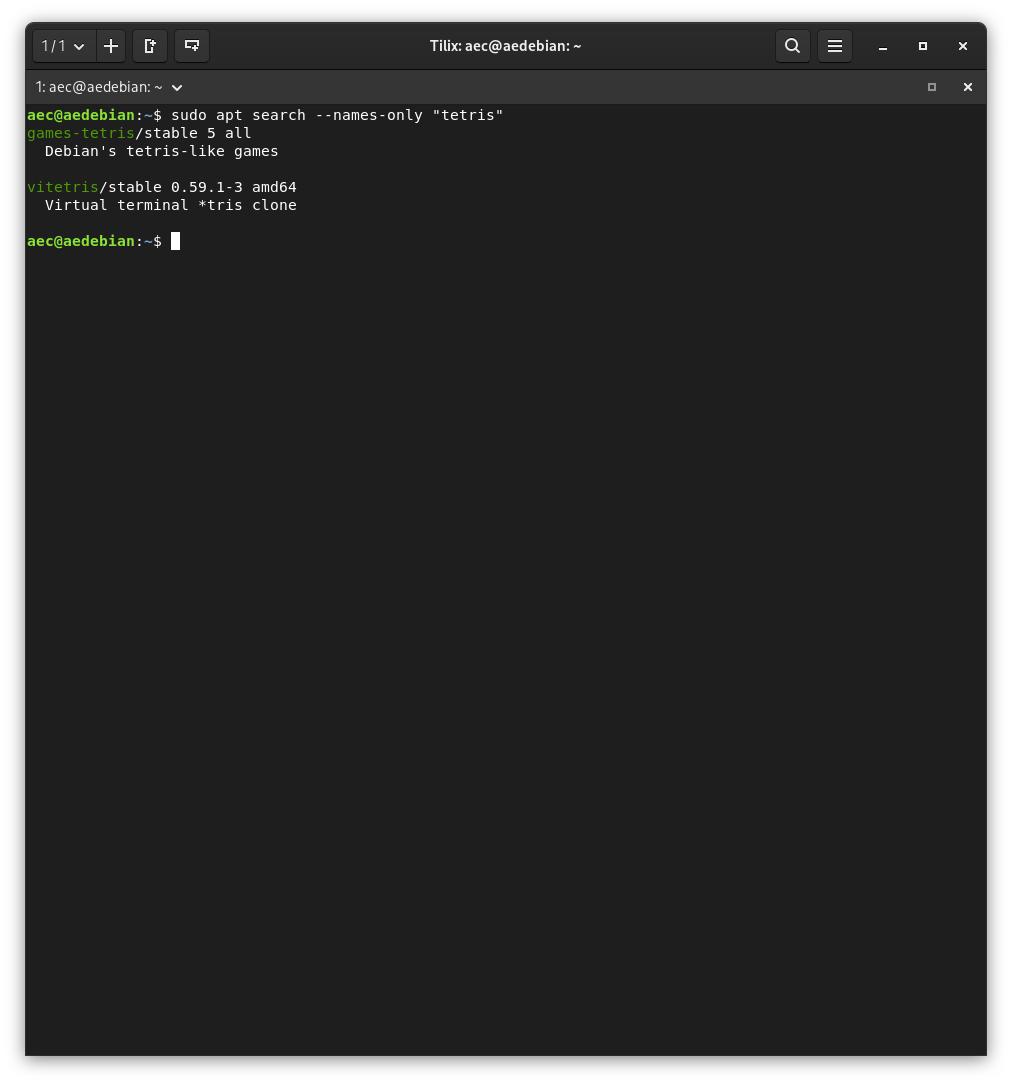 1 / 1
Tilix: aec@aedebian: ~
1: aec@aedebian: ~
aec@aedebian:~$ sudo apt search --names-only "tetris"
games-tetris/stable 5 all
  Debian's tetris-like games
vitetris/stable 0.59.1-3 amd64
  Virtual terminal *tris clone
aec@aedebian:~$